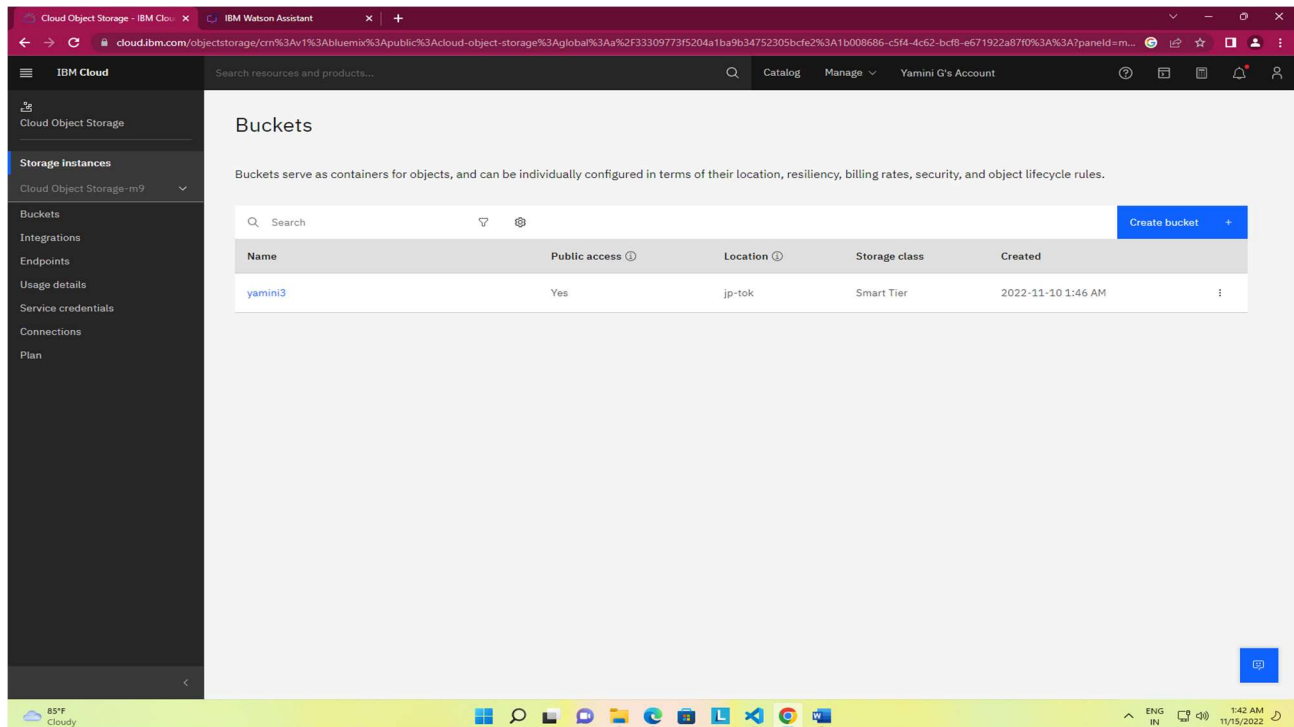 Cloud Object Storage - IBM Clou
IBM Watson Assistant
cloud.ibm.com/objectstorage/crn%3Av1%3Abluemix%3Apublic%3Acloud-object-storage%3Aglobal%3Aa%2F33309773f5204a1ba9b34752305bcfe2%3A1b008686-c5f4-4c62-bcf8-e671922a87f0%3A%3A?paneId=m...
IBM Cloud
Search resources and products...
Catalog
Manage
Yamini G's Account
Cloud Object Storage
Storage instances
Cloud Object Storage-m9
Buckets
Integrations
Endpoints
Usage details
Service credentials
Connections
Plan
Buckets
Buckets serve as containers for objects, and can be individually configured in terms of their location, resiliency, billing rates, security, and object lifecycle rules.
Search
Create bucket +
Name Public access Location Storage class Created
yamini3 Yes jp-tok Smart Tier 2022-11-10 1:46 AM
85°F
Cloudy
ENG
IN
1:42 AM
11/15/2022